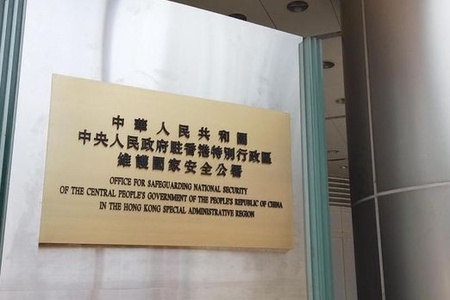 中華人民共和國
中央人民政府駐香港特別行政區
維護國家安全公署
OFFICE FOR SAFEGUARDING NATIONAL SECURITY
OF THE CENTRAL PEOPLE'S GOVERNMENT OF THE PEOPLE'S REPUBLIC OF CHINA
IN THE HONG KONG SPECIAL ADMINISTRATIVE REGION